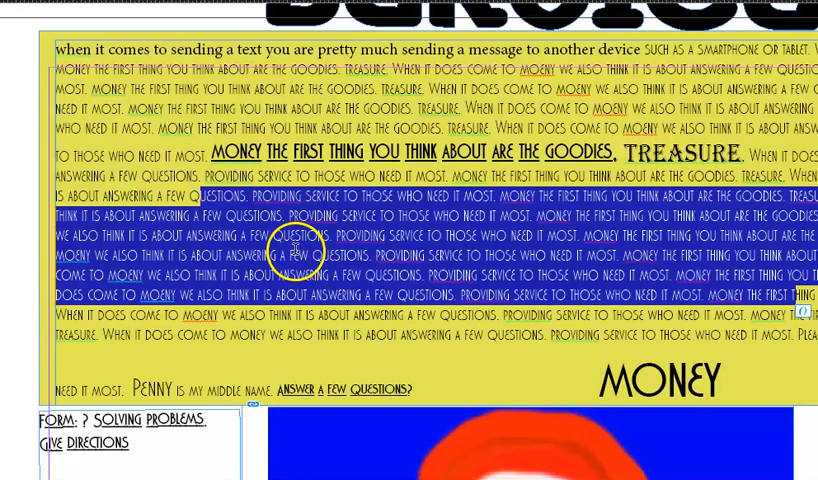 when it comes to sending a text you are pretty much sending a message to another device SUCH AS A SMARTPHONE OR TABLET.
MONEY THE FIRST THING YOU THINK ABOUT ARE THE GOODIES. TREASURE. WHEN IT DOES COME TO MOENY WE ALSO THINK IT IS ABOUT ANSWERING A FEW
MOST. MONEY THE FIRST THING YOU THINK ABOUT ARE THE GOODIES. TREASURE. WHEN IT DOES COME TO MOENY WE ALSO THINK IT IS ABOUT ANSWERING A FEW
NEED IT MOST. MONEY THE FIRST THING YOU THINK ABOUT ARE THE GOODIES. TREASURE. WHEN IT DOES COME TO MOENY WE ALSO THINK IT IS ABOUT ANSWERING
WHO NEED IT MOST. MONEY THE FIRST THING YOU THINK ABOUT ARE THE GOODIES. TREASURE. WHEN IT DOES COME TO MOENY WE ALSO THINK IT IS ABOUT ANSW
TO THOSE WHO NEED IT MOST. MONEY THE FIRST THING YOU THINK ABOUT ARE THE GOODIES, TREASURE. WHEN IT DOES
ANSWERING A FEW QUESTIONS. PROVIDING SERVICE TO THOSE WHO NEED IT MOST. MONEY THE FIRST THING YOU THINK ABOUT ARE THE GOODIES. TREASURE. WHEN
IS ABOUT ANSWERING A FEW QUESTIONS. PROVIDING SERVICE TO THOSE WHO NEED IT MOST. MONEY THE FIRST THING YOU THINK ABOUT ARE THE GOODIES.
THINK IT IS ABOUT ANSWERING A FEW QUESTIONS. PROVIDING SERVICE TO THOSE WHO NEED IT MOST. MONEY THE FIRST THING YOU THINK ABOUT ARE THE GOODIES
WE ALSO THINK IT IS ABOUT ANSWERING A FEW QUESTIONS. PROVIDING SERVICE TO THOSE WHO NEED IT MOST. MONEY THE FIRST THING YOU THINK ABOUT ARE THE
MOENY WE ALSO THINK IT IS ABOUT ANSWERING A FEW QUESTIONS. PROVIDING SERVICE TO THOSE WHO NEED IT MOST. MONEY THE FIRST THING YOU THINK ABOUT
COME TO MOENY WE ALSO THINK IT IS ABOUT ANSWERING A FEW QUESTIONS. PROVIDING SERVICE TO THOSE WHO NEED IT MOST. MONEY THE FIRST THING YOU
DOES COME TO MOENY WE ALSO THINK IT IS ABOUT ANSWERING A FEW QUESTIONS. PROVIDING SERVICE TO THOSE WHO NEED IT MOST. MONEY THE FIRST THING
WHEN IT DOES COME TO MOENY WE ALSO THINK IT IS ABOUT ANSWERING A FEW QUESTIONS. PROVIDING SERVICE TO THOSE WHO NEED IT MOST. MONEY THE
TREASURE. WHEN IT DOES COME TO MONEY WE ALSO THINK IT IS ABOUT ANSWERING A FEW QUESTIONS. PROVIDING SERVICE TO THOSE WHO NEED IT MOST.
MONEY
NEED IT MOST. PENNY IS MY MIDDLE NAME. ANSWER A FEW QUESTIONS?
FORM: ? SOLVING PROBLEMS.
GIVE DIRECTIONS